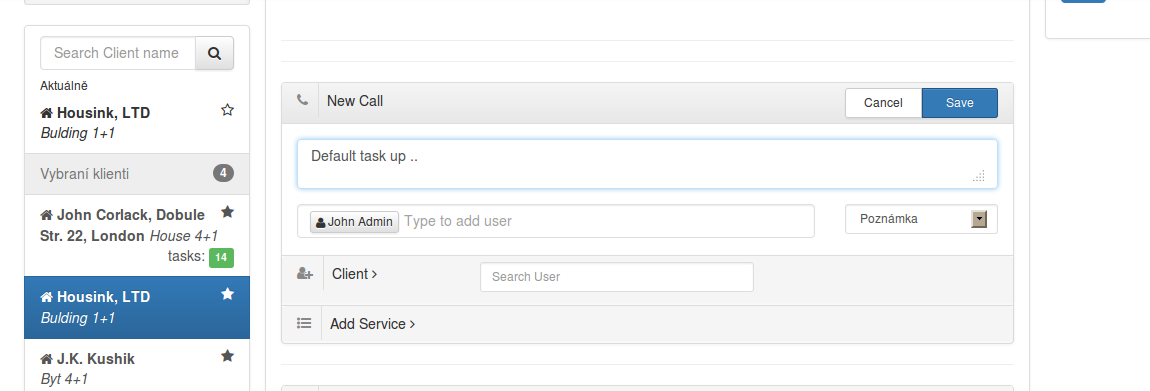 Search Client name
Aktuálně
Housink, LTD
Bulding 1+1
Vybraní klienti 4
John Corlack, Dobule
Str. 22, London House 4+1
tasks: 14
Housink, LTD
Bulding 1+1
J.K. Kushik
Byt 4+1
New Call
Cancel
Save
Default task up ..
John Admin Type to add user
Poznámka
Client
Search User
Add Service